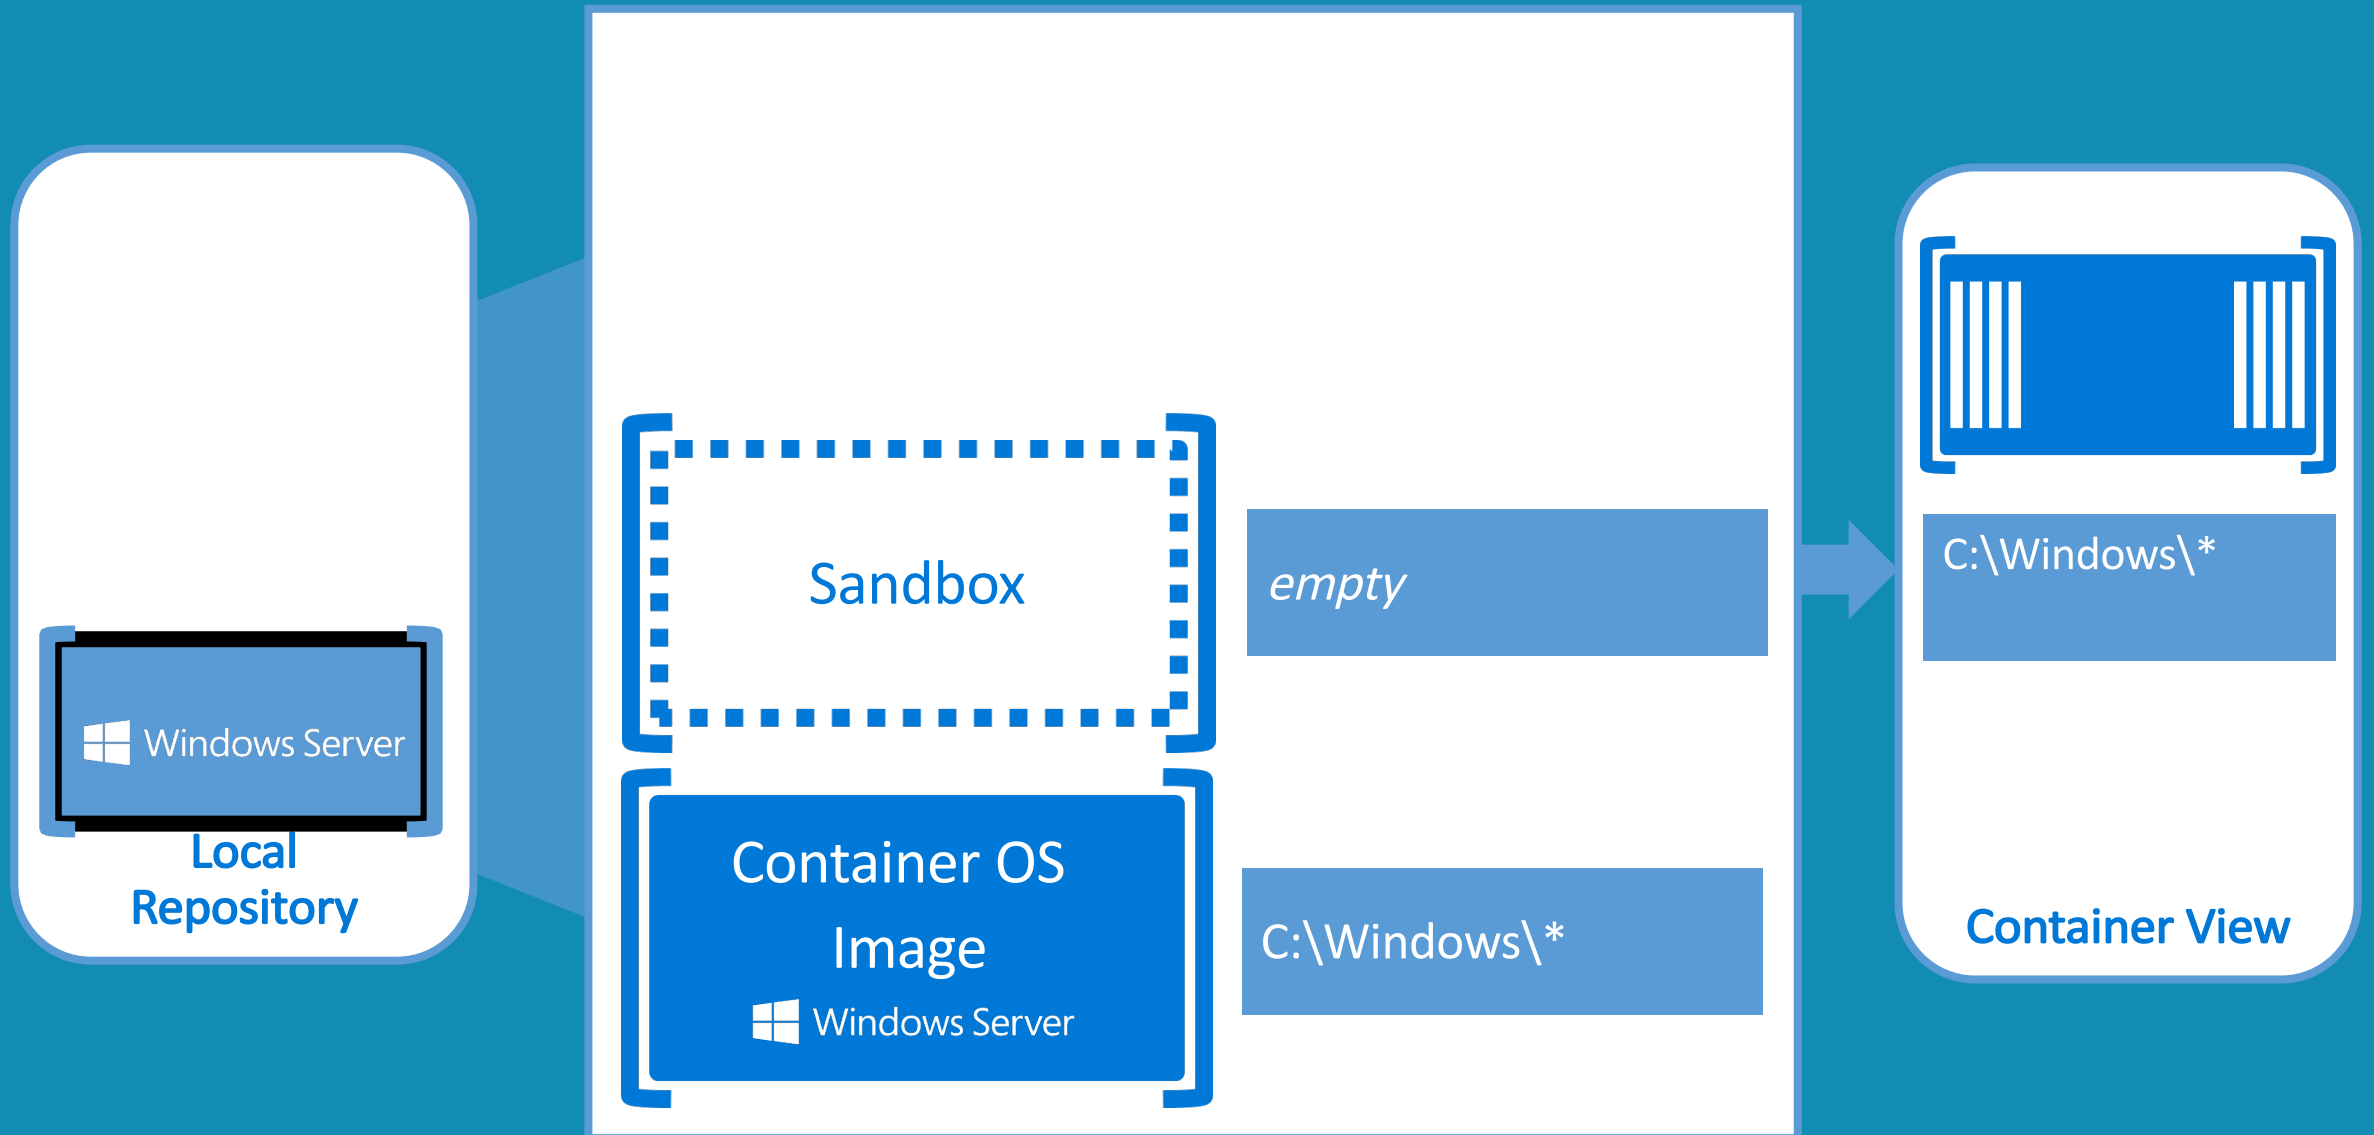 Windows Server
Local
Repository
Sandbox
empty
Container OS
Image
Windows Server
C:\Windows\*
C:\Windows\*
Container View